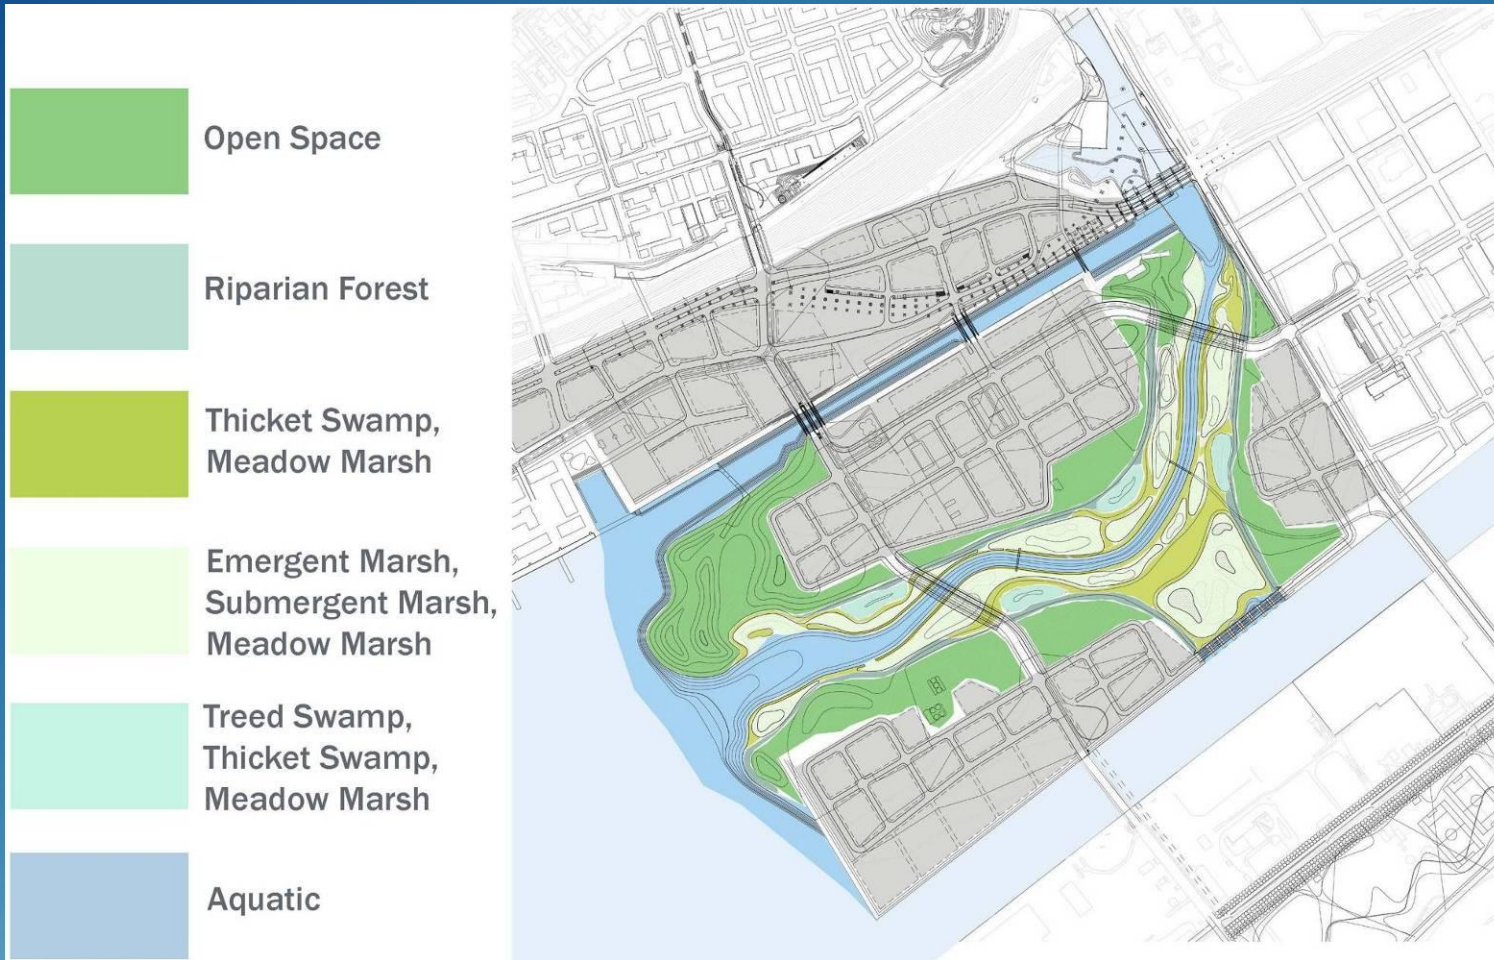 Open Space
Riparian Forest
Thicket Swamp,
Meadow Marsh
Emergent Marsh,
Submergent Marsh,
Meadow Marsh
Treed Swamp,
Thicket Swamp,
Meadow Marsh
Aquatic